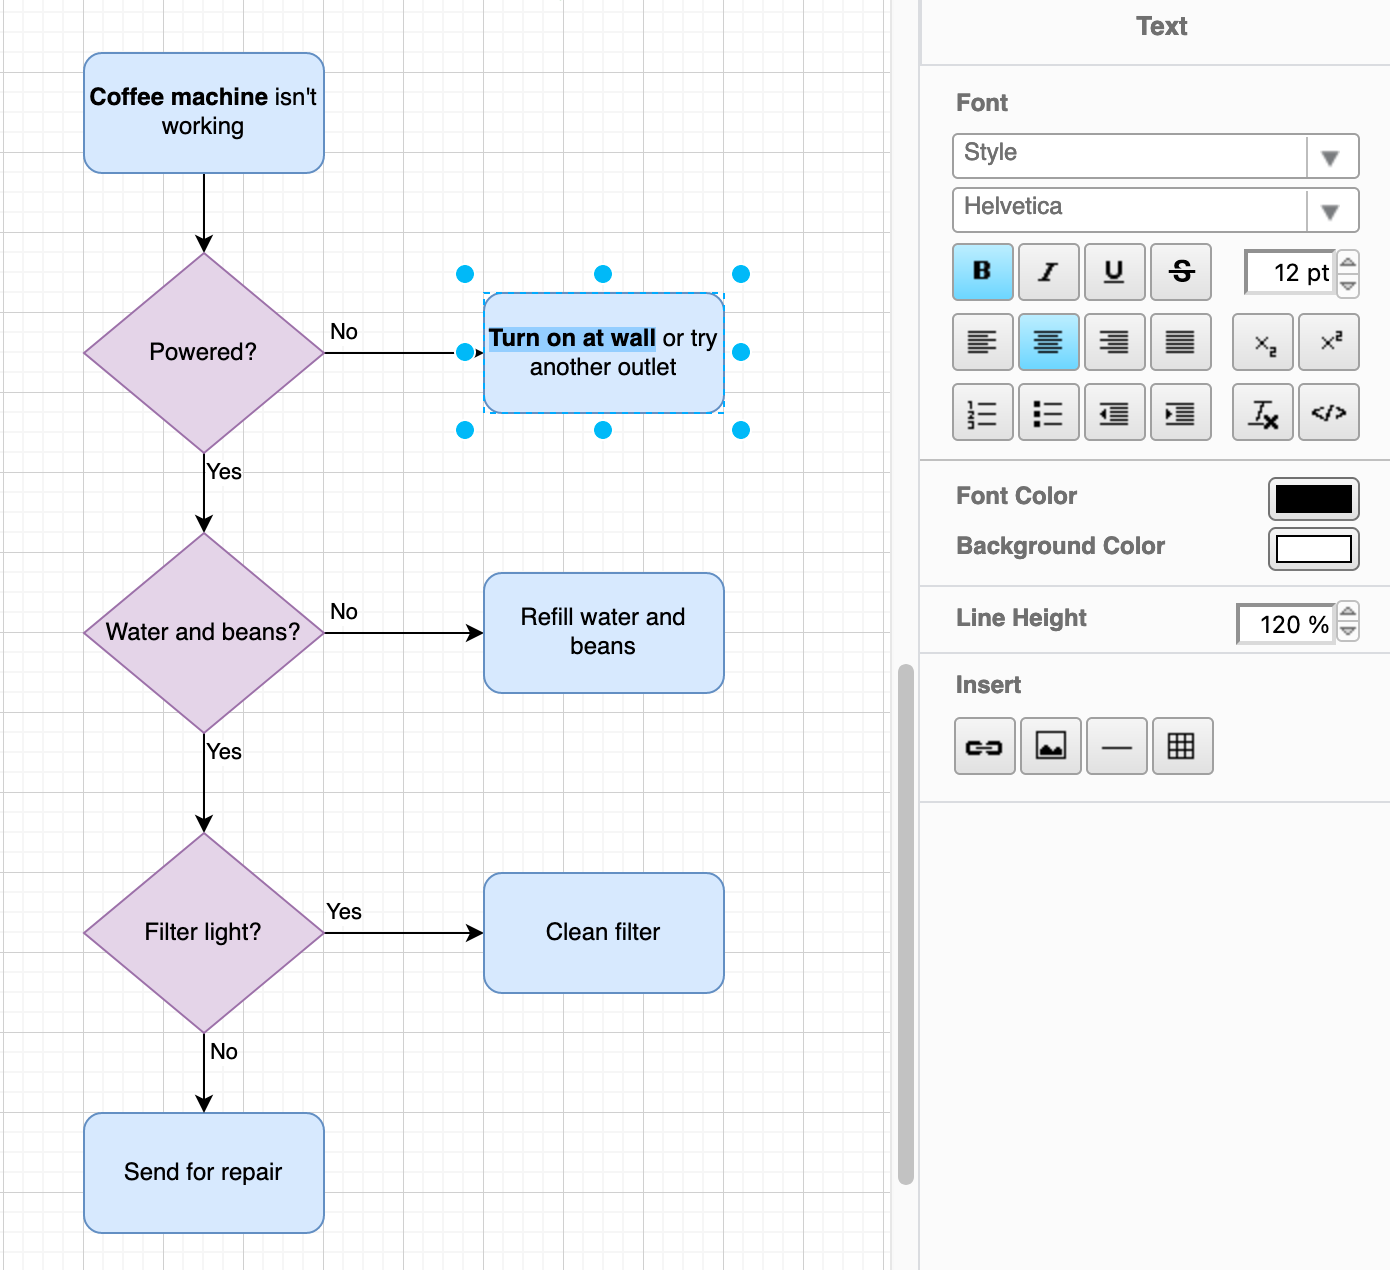 Coffee machine isn't
working
Powered?
No
Turn on at wall or try
another outlet
Yes
Water and beans?
No
Refill water and
beans
Yes
Filter light?
Yes
Clean filter
No
Send for repair
Text
Font
Style
Helvetica
B I U S
12 pt
Font Color
Background Color
Line Height
120 %
Insert